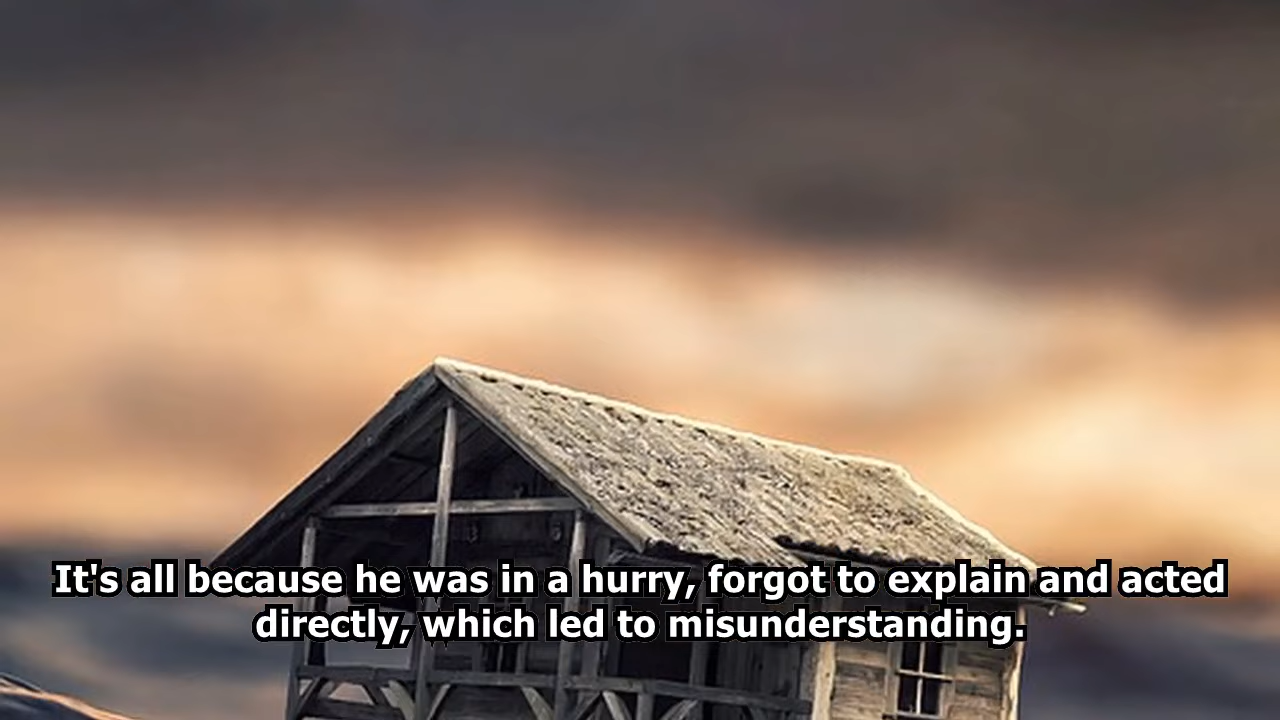 It's all because he was in a hurry, forgot to explain and acted
directly, which led to misunderstanding.